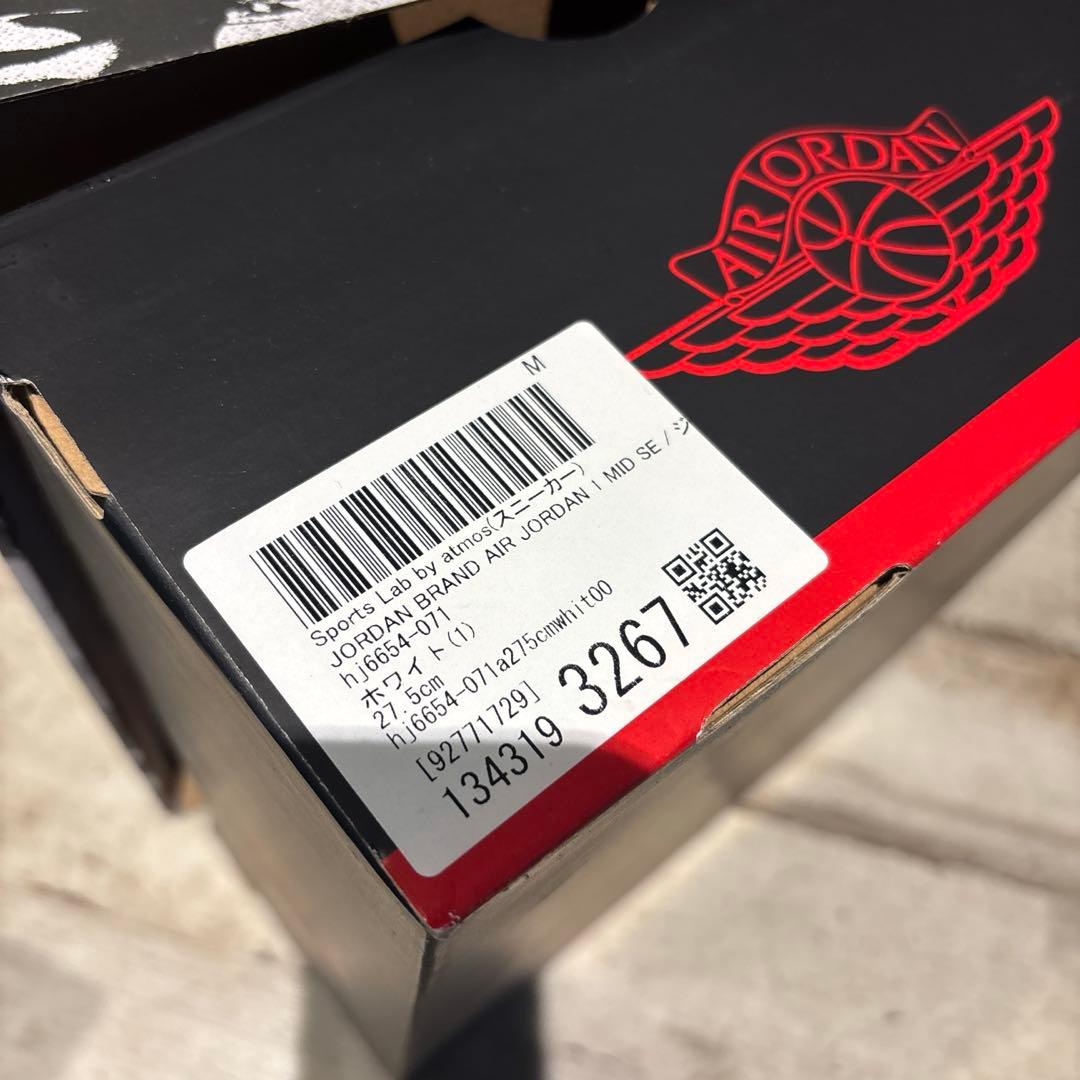 AIR JORDAN
M
Sports Lab by atmos(スニーカー)
JORDAN BRAND AIR JORDAN 1 MID SE / ジ
hj6654-071
ホワイト(1)
27.5cm
hj6654-071a275cmwhit00
[92771729]
134319 3267